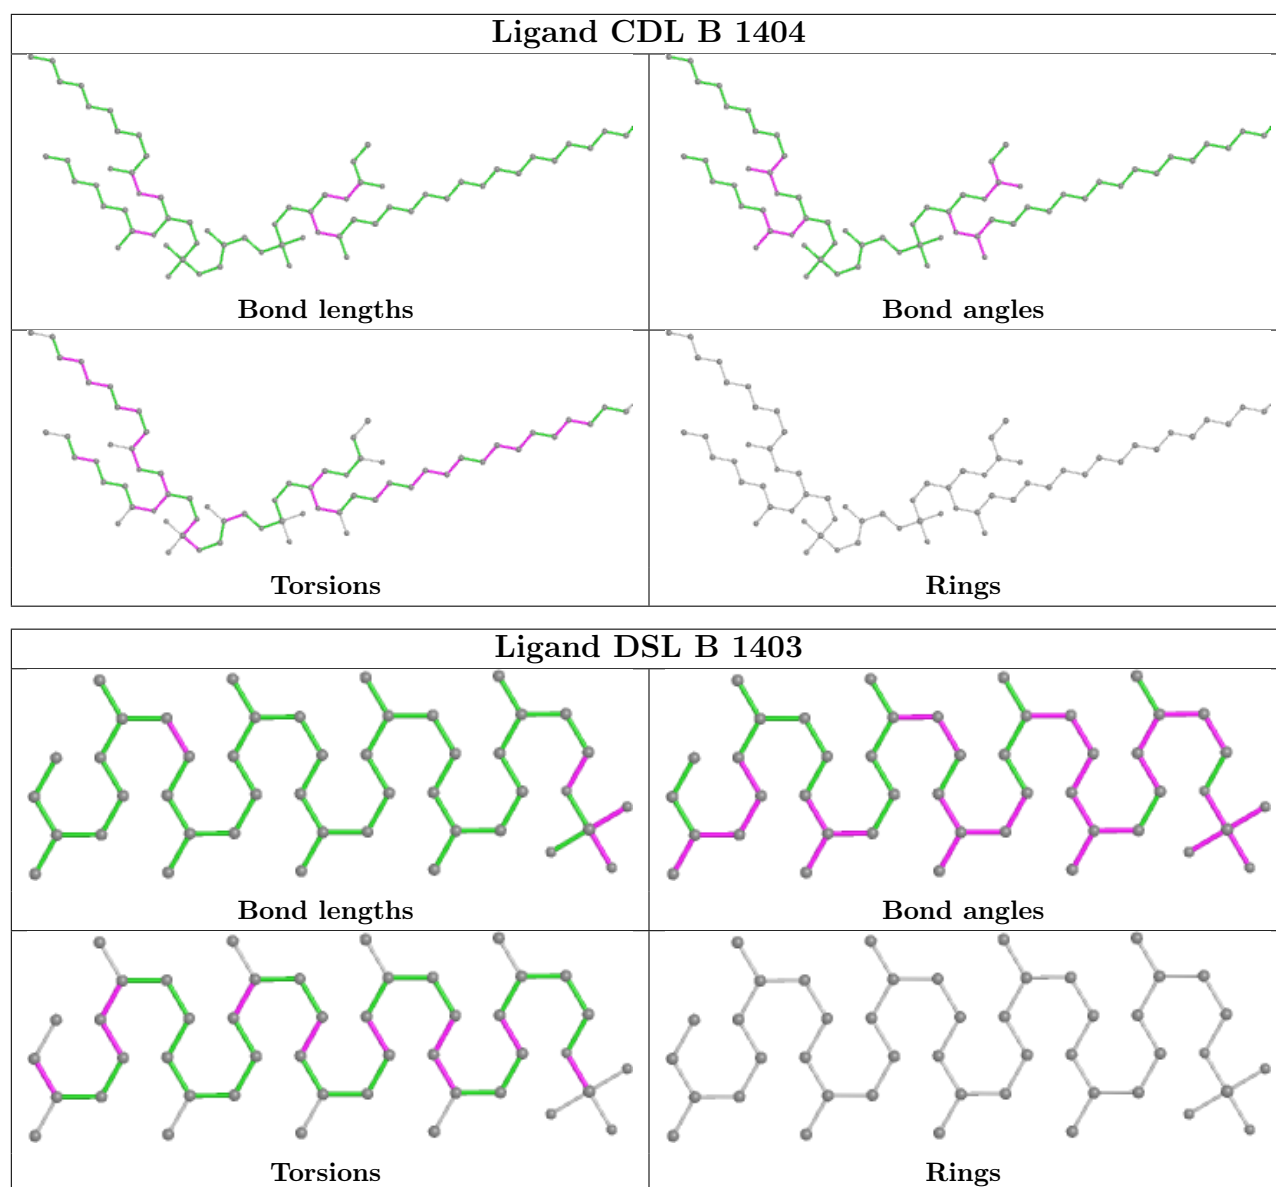 Ligand CDL B 1404
Bond lengths
Bond angles
Torsions
Rings
Ligand DSL B 1403
Bond lengths
Bond angles
Torsions
Rings